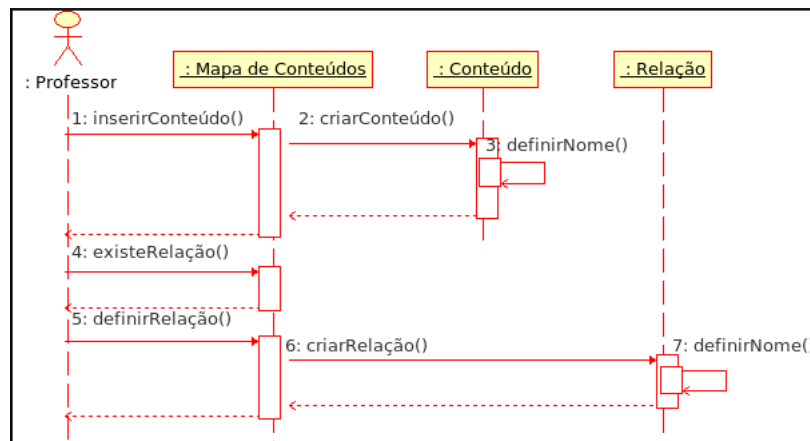 : Professor
: Mapa de Conteúdos
: Conteúdo
: Relação
1: inserirConteúdo()
2: criarConteúdo()
3: definirNome()
4: existeRelação()
5: definirRelação()
6: criarRelação()
7: definirNome()